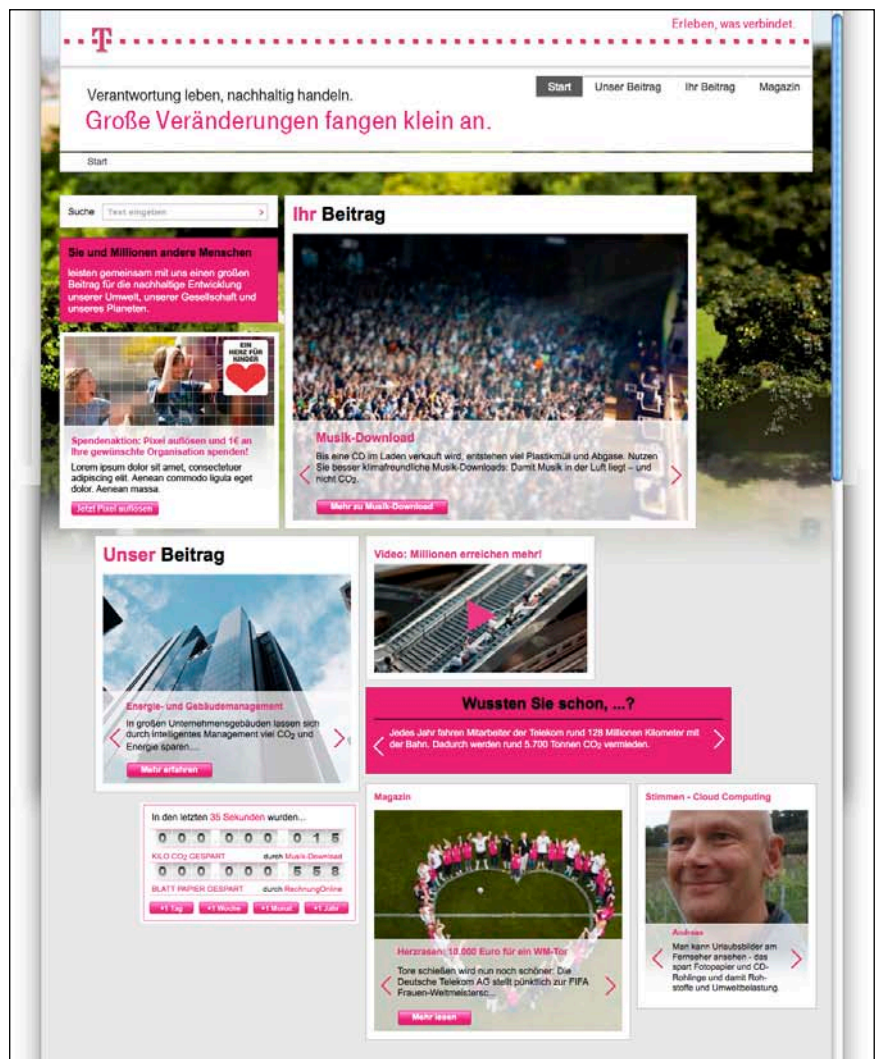 Erleben, was verbindet.
T
Verantwortung leben, nachhaltig handeln.
Große Veränderungen fangen klein an.
Start
Unser Beitrag
Ihr Beitrag
Magazin
Start
Suche
Text eingeben
Sie und Millionen andere Menschen
leisten gemeinsam mit uns einen großen
Beitrag für die nachhaltige Entwicklung
unserer Umwelt, unserer Gesellschaft und
unseres Planeten.
EIN
HERZ FÜR
KINDER
Spendenaktion: Pixel auflösen und 1€ an
Ihre gewünschte Organisation spenden!
Lorem ipsum dolor sit amet, consectetuer
adipiscing elit. Aenean commodo ligula eget
dolor. Aenean massa.
Jetzt Pixel auflösen
Ihr Beitrag
Musik-Download
Bis eine CD im Laden verkauft wird, entstehen viel Plastikmüll und Abgase. Nutzen
Sie besser klimafreundliche Musik-Downloads: Damit Musik in der Luft liegt – und
nicht CO₂.
Mehr zu Musik-Download
Unser Beitrag
Energie- und Gebäudemanagement
In großen Unternehmensgebäuden lassen sich
durch intelligentes Management viel CO₂ und
Energie sparen....
Mehr erfahren
Video: Millionen erreichen mehr!
Wussten Sie schon, ...?
Jedes Jahr fahren Mitarbeiter der Telekom rund 128 Millionen Kilometer mit
der Bahn. Dadurch werden rund 5.700 Tonnen CO₂ vermieden.
In den letzten 35 Sekunden wurden...
0 0 0 0 0 0 0 1 5
KILO CO₂ GESPART durch Musik-Download
0 0 0 0 0 0 5 5 8
BLATT PAPIER GESPART durch RechnungOnline
+1 Tag
+1 Woche
+1 Monat
+1 Jahr
Magazin
Herzrasen: 10.000 Euro für ein WM-Tor
Tore schießen wird nun noch schöner: Die
Deutsche Telekom AG stellt pünktlich zur FIFA
Frauen-Weltmeistersc...
Mehr lesen
Stimmen - Cloud Computing
Andreas
Man kann Urlaubsbilder am
Fernseher ansehen - das
spart Fotopapier und CD-
Rohlinge und damit Roh-
stoffe und Umweltbelastung.